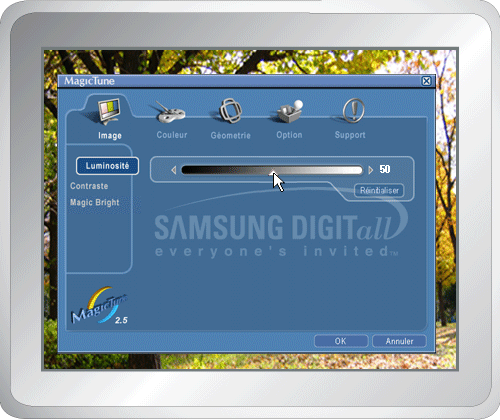 MagicTune
Image
Couleur
Géometrie
Option
Support
Luminosité
Contraste
Magic Bright
50
Réinitialiser
SAMSUNG DIGITall
everyone's invited™
MagicTune
2.5
OK
Annuler